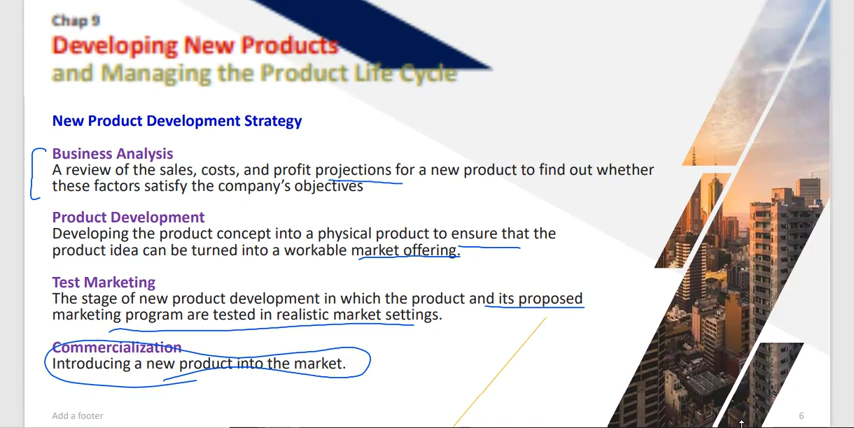 Chap 9
Developing New Products
and Managing the Product Life Cycle
New Product Development Strategy
Business Analysis
A review of the sales, costs, and profit projections for a new product to find out whether
these factors satisfy the company's objectives
Product Development
Developing the product concept into a physical product to ensure that the
product idea can be turned into a workable market offering.
Test Marketing
The stage of new product development in which the product and its proposed
marketing program are tested in realistic market settings.
Commercialization
Introducing a new product into the market.
Add a footer
6